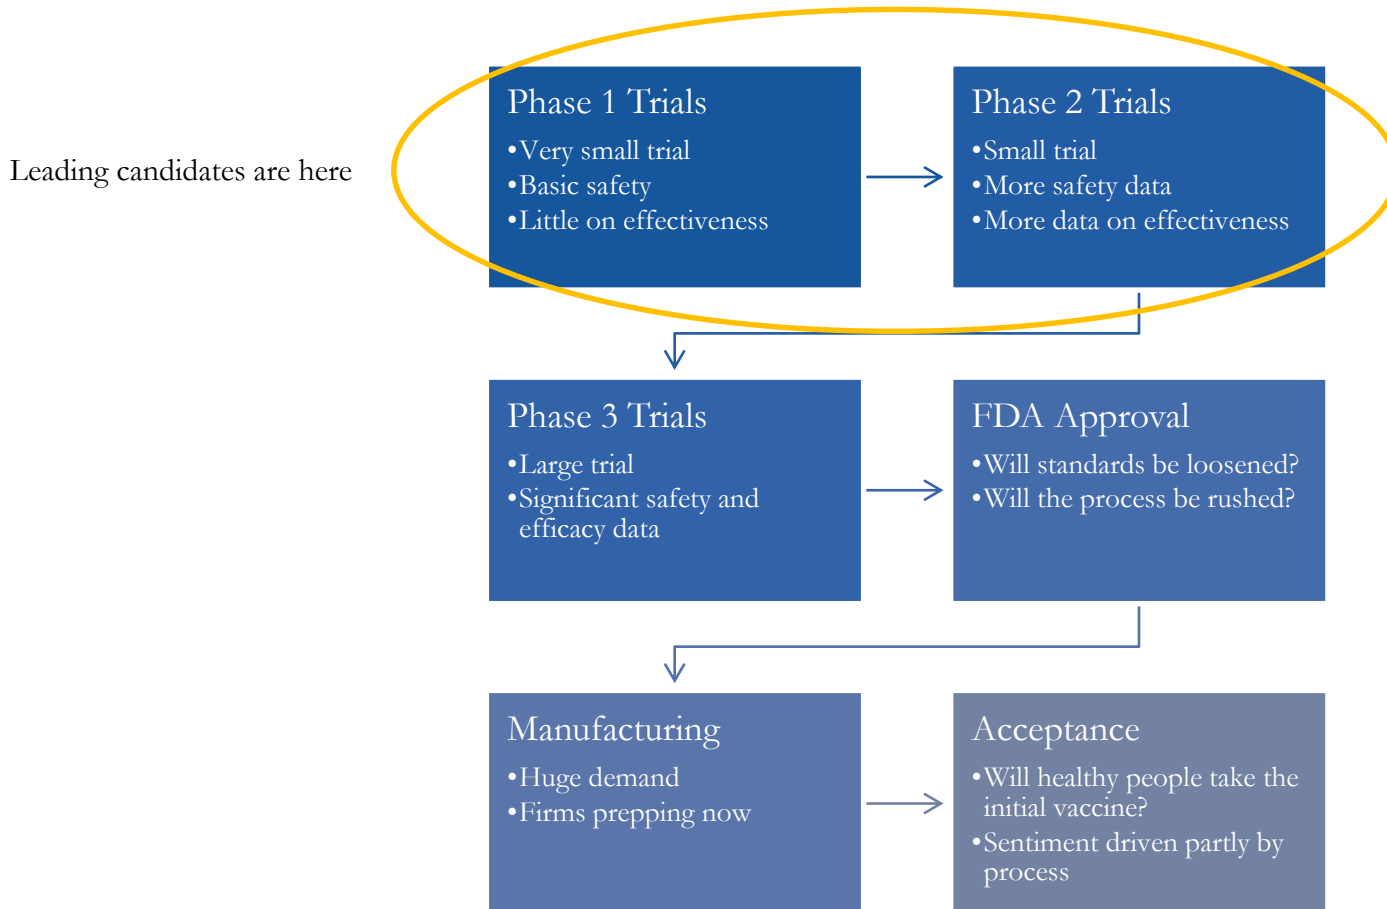 Leading candidates are here
Phase 1 Trials
•Very small trial
•Basic safety
•Little on effectiveness
Phase 2 Trials
•Small trial
•More safety data
•More data on effectiveness
Phase 3 Trials
•Large trial
•Significant safety and
efficacy data
FDA Approval
•Will standards be loosened?
•Will the process be rushed?
Manufacturing
•Huge demand
•Firms prepping now
Acceptance
•Will healthy people take the
initial vaccine?
•Sentiment driven partly by
process